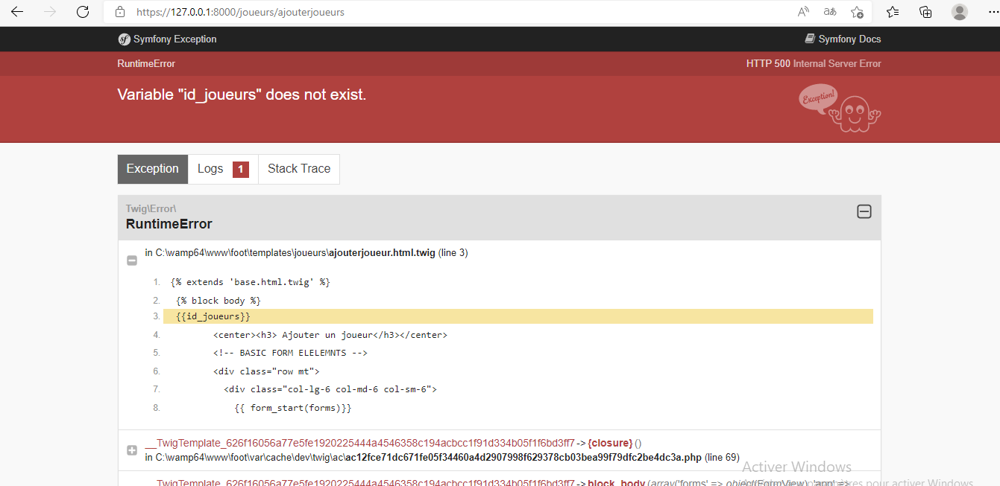 https://127.0.0.1:8000/joueurs/ajouterjoueurs
Symfony Exception
Symfony Docs
RuntimeError
HTTP 500 Internal Server Error
Variable "id_joueurs" does not exist.
Exception!
Exception
Logs 1
Stack Trace
Twig\Error\
RuntimeError
in C:\wamp64\www\foot\templates\joueurs\ajouterjoueur.html.twig (line 3)
1. {% extends 'base.html.twig' %}
2. {% block body %}
3. {{id_joueurs}}
4. <center><h3> Ajouter un joueur</h3></center>
5. <!-- BASIC FORM ELELEMNTS -->
6. <div class="row mt">
7. <div class="col-lg-6 col-md-6 col-sm-6">
8. {{ form_start(forms)}}
__TwigTemplate_626f16056a77e5fe1920225444a4546358c194acbcc1f91d334b05f1f6bd3ff7->{closure}()
in C:\wamp64\www\foot\var\cache\dev\twig\ac\ac12fce71dc671fe05f34460a4d2907998f629378cb03bea99f79dfc2be4dc3a.php (line 69)
Activer Windows
__TwigTemplate_626f16056a77e5fe1920225444a4546358c194acbcc1f91d334b05f1f6bd3ff7->block_body(array('forms' => object(FormView), 'app' =>
pour activer Windows.